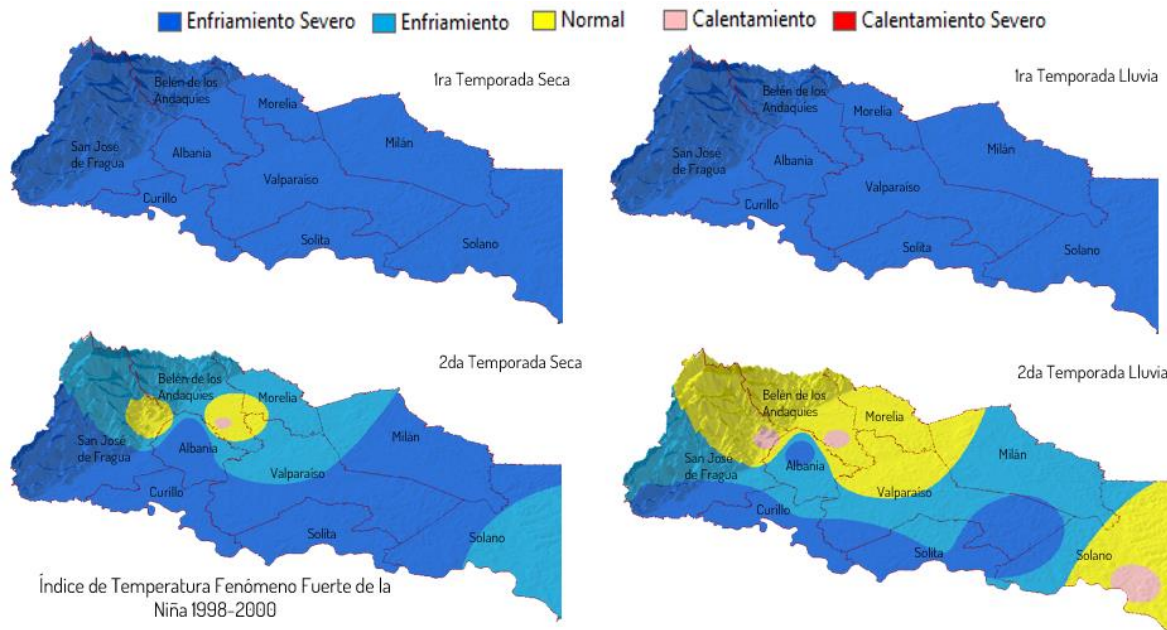 Enfriamiento Severo Enfriamiento Normal Calentamiento Calentamiento Severo
1ra Temporada Seca
Belén de los
Andaquies
Morelia
Milán
San José
de Fragua
Albania
Valparaíso
Curillo
Solita
Solano
1ra Temporada Lluvia
Belén de los
Andaquies
Morelia
Milán
San José
de Fragua
Albania
Valparaíso
Curillo
Solita
Solano
2da Temporada Seca
Belén de los
Andaquies
Morelia
Milán
San José
de Fragua
Albania
Valparaíso
Curillo
Solita
Solano
Índice de Temperatura Fenómeno Fuerte de la
Niña 1998-2000
2da Temporada Lluvia
Belén de los
Andaquies
Morelia
Milán
San José
de Fragua
Albania
Valparaíso
Curillo
Solita
Solano